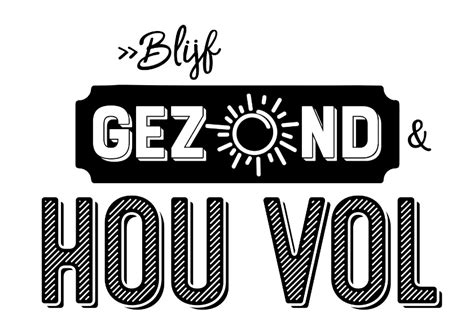 »Blijf
GEZOND &
HOU VOL